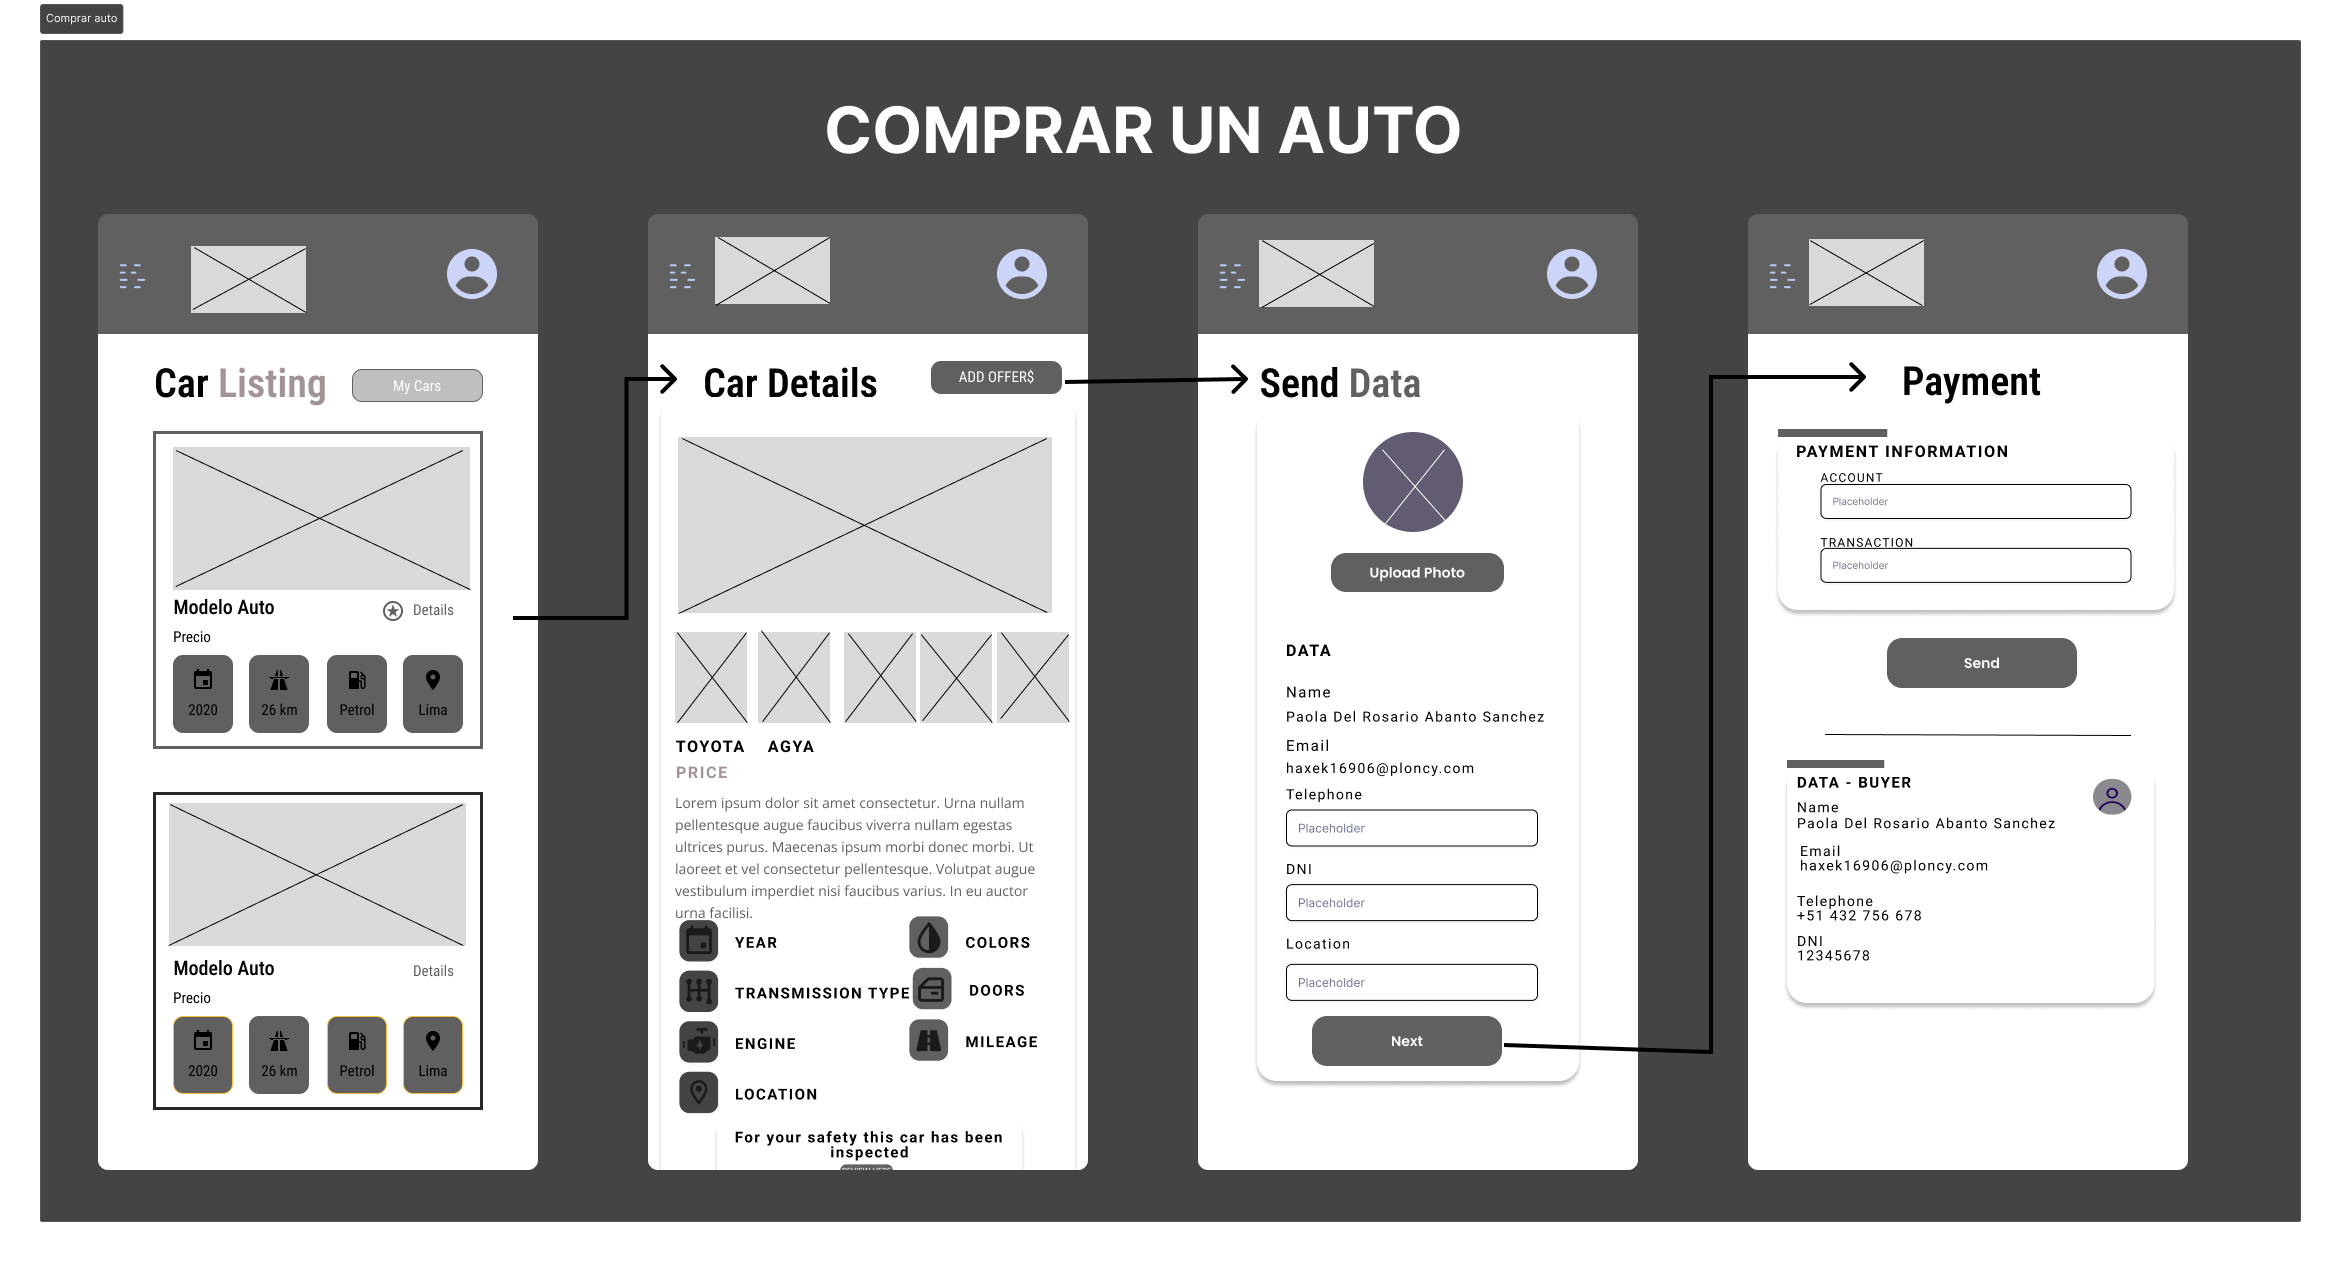 Comprar auto
COMPRAR UN AUTO
Car Listing
My Cars
Modelo Auto
Details
Precio
2020
26 km
Petrol
Lima
Modelo Auto
Details
Precio
2020
26 km
Petrol
Lima
Car Details
ADD OFFER$
TOYOTA AGYA
PRICE
Lorem ipsum dolor sit amet consectetur. Urna nullam
pellentesque augue faucibus viverra nullam egestas
ultrices purus. Maecenas ipsum morbi donec morbi. Ut
laoreet et vel consectetur pellentesque. Volutpat augue
vestibulum imperdiet nisi faucibus varius. In eu auctor
urna facilisi.
YEAR
COLORS
TRANSMISSION TYPE
DOORS
ENGINE
MILEAGE
LOCATION
For your safety this car has been
inspected
Send Data
Upload Photo
DATA
Name
Paola Del Rosario Abanto Sanchez
Email
haxek16906@ploncy.com
Telephone
Placeholder
DNI
Placeholder
Location
Placeholder
Next
Payment
PAYMENT INFORMATION
ACCOUNT
Placeholder
TRANSACTION
Placeholder
Send
DATA - BUYER
Name
Paola Del Rosario Abanto Sanchez
Email
haxek16906@ploncy.com
Telephone
+51 432 756 678
DNI
12345678